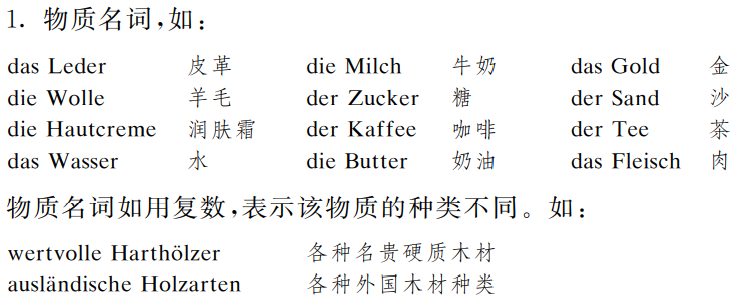 1. 物质名词,如:
das Leder 皮革 die Milch 牛奶 das Gold 金
die Wolle 羊毛 der Zucker 糖 der Sand 沙
die Hautcreme 润肤霜 der Kaffee 咖啡 der Tee 茶
das Wasser 水 die Butter 奶油 das Fleisch 肉
物质名词如用复数,表示该物质的种类不同。如:
wertvolle Harthölzer 各种名贵硬质木材
ausländische Holzarten 各种外国木材种类